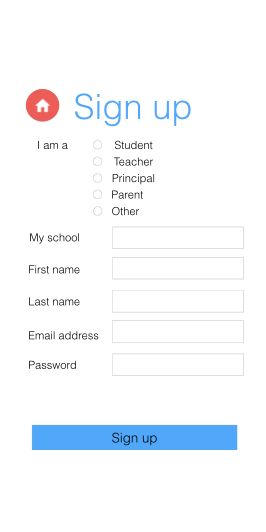 Sign up
I am a Student
Teacher
Principal
Parent
Other
My school
First name
Last name
Email address
Password
Sign up